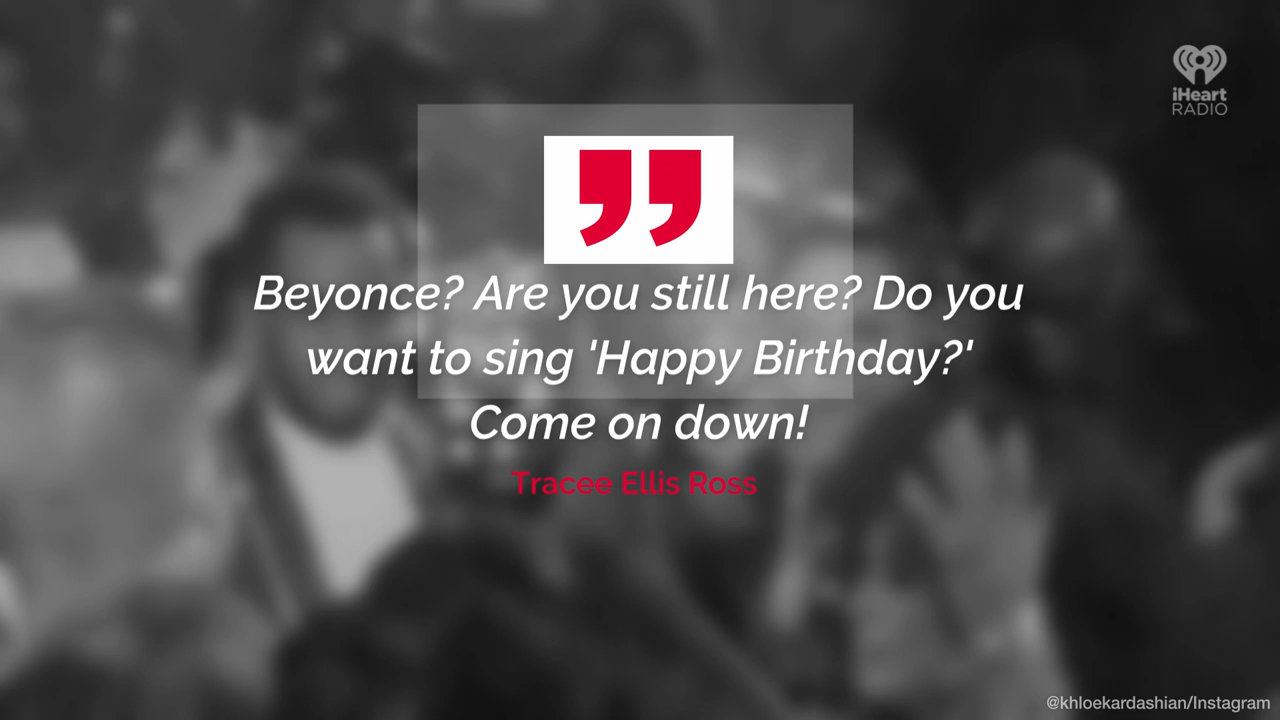 iHeart
RADIO
Beyonce? Are you still here? Do you
want to sing 'Happy Birthday?'
Come on down!
Tracee Ellis Ross
@khloekardashian/Instagram